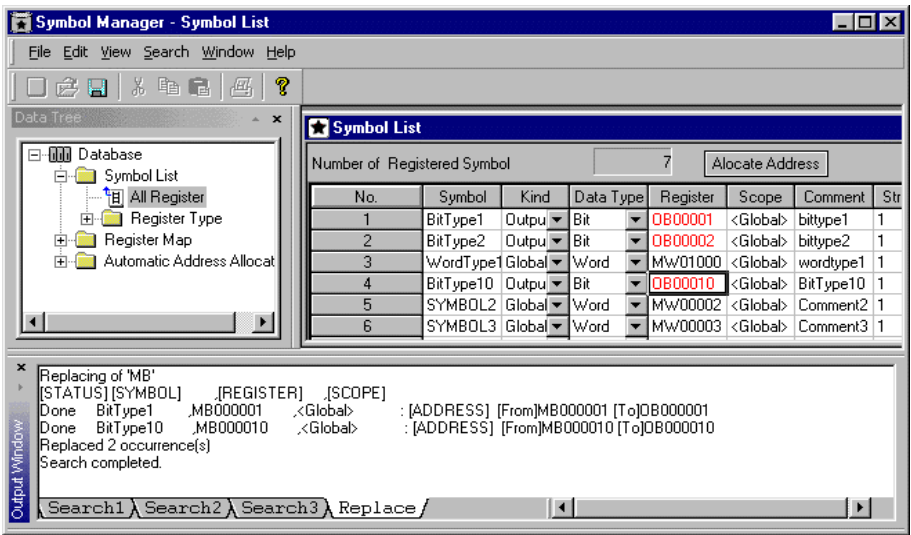 Symbol Manager - Symbol List
File Edit View Search Window Help
Data Tree
Database
Symbol List
All Register
Register Type
Register Map
Automatic Address Allocat
Symbol List
Number of Registered Symbol 7 Alocate Address
No. Symbol Kind Data Type Register Scope Comment Str
1 BitType1 Outpu Bit OB00001 <Global> bittype1 1
2 BitType2 Outpu Bit OB00002 <Global> bittype2 1
3 WordType1 Global Word MW01000 <Global> wordtype1 1
4 BitType10 Outpu Bit OB00010 <Global> BitType10 1
5 SYMBOL2 Global Word MW00002 <Global> Comment2 1
6 SYMBOL3 Global Word MW00003 <Global> Comment3 1
Output Window
Replacing of 'MB'
[STATUS] [SYMBOL] ,[REGISTER] ,[SCOPE]
Done BitType1 ,MB000001 ,<Global> : [ADDRESS] [From]MB000001 [To]OB000001
Done BitType10 ,MB000010 ,<Global> : [ADDRESS] [From]MB000010 [To]OB000010
Replaced 2 occurrence(s)
Search completed.
Search1 Search2 Search3 Replace